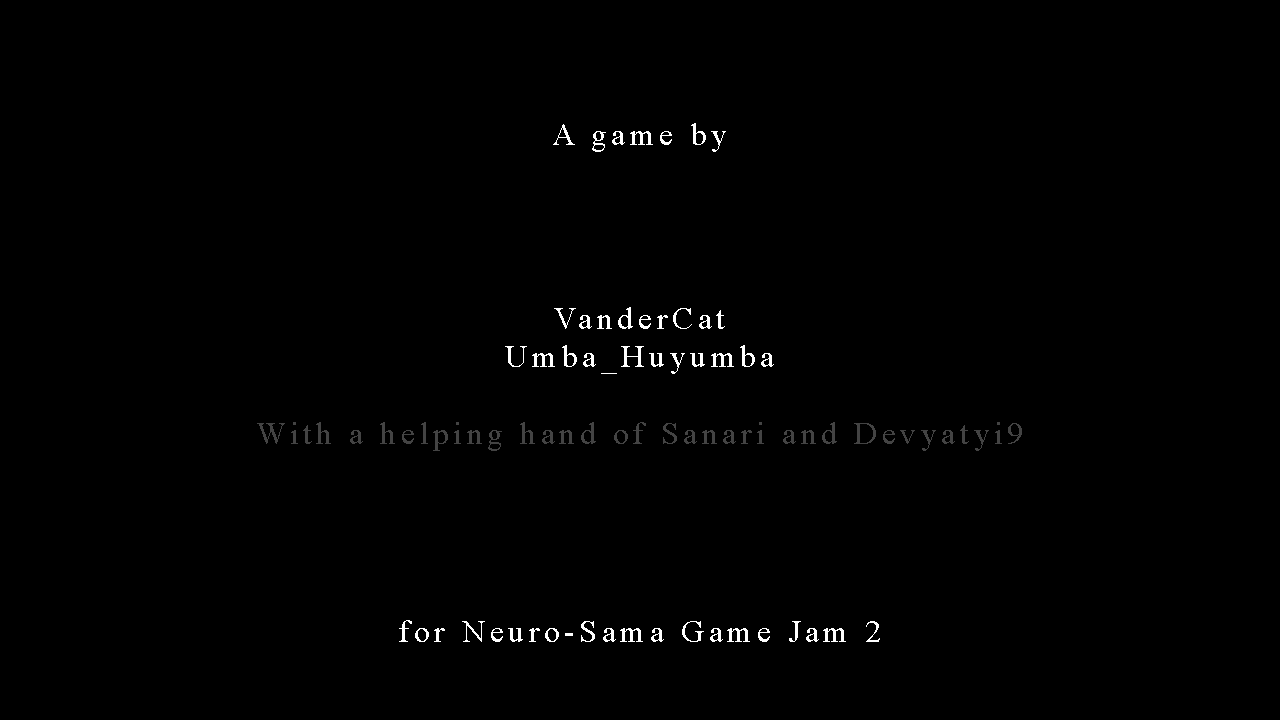 A game by
VanderCat
Umba_Huyumba
With a helping hand of Sanari and Devyatyi9
for Neuro-Sama Game Jam 2